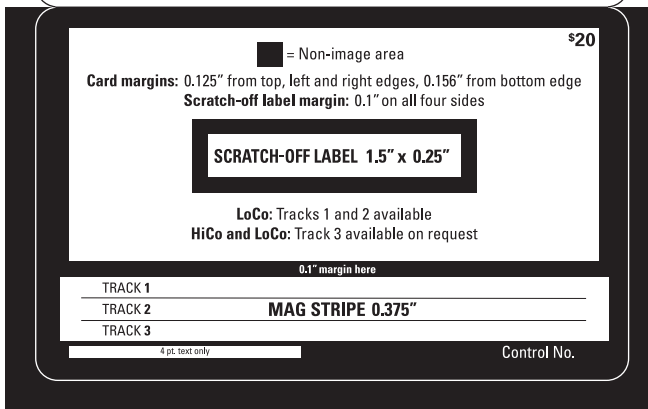 $20
= Non-image area
Card margins: 0.125" from top, left and right edges, 0.156" from bottom edge
Scratch-off label margin: 0.1" on all four sides
SCRATCH-OFF LABEL 1.5" x 0.25"
LoCo: Tracks 1 and 2 available
HiCo and LoCo: Track 3 available on request
0.1" margin here
TRACK 1
TRACK 2 MAG STRIPE 0.375"
TRACK 3
4 pt. text only Control No.